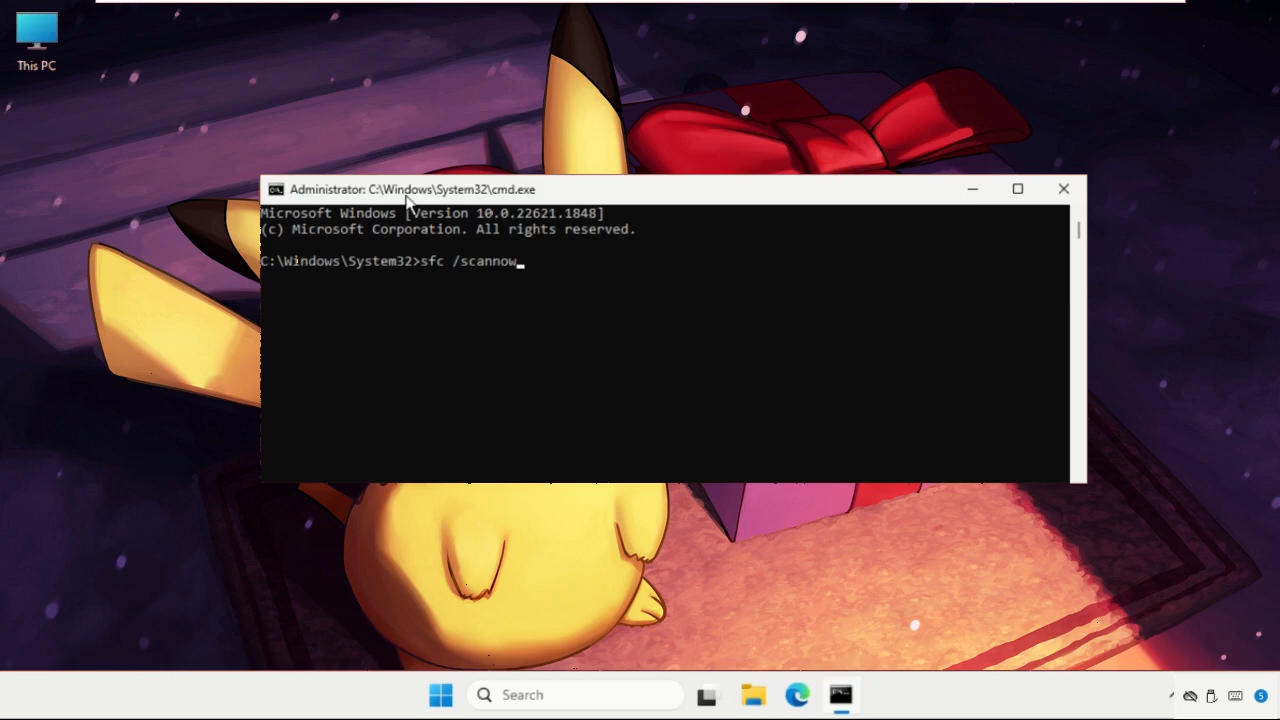 This PC
Administrator: C:\Windows\System32\cmd.exe
Microsoft Windows [Version 10.0.22621.1848]
(c) Microsoft Corporation. All rights reserved.
C:\Windows\System32>sfc /scannow
Search
5